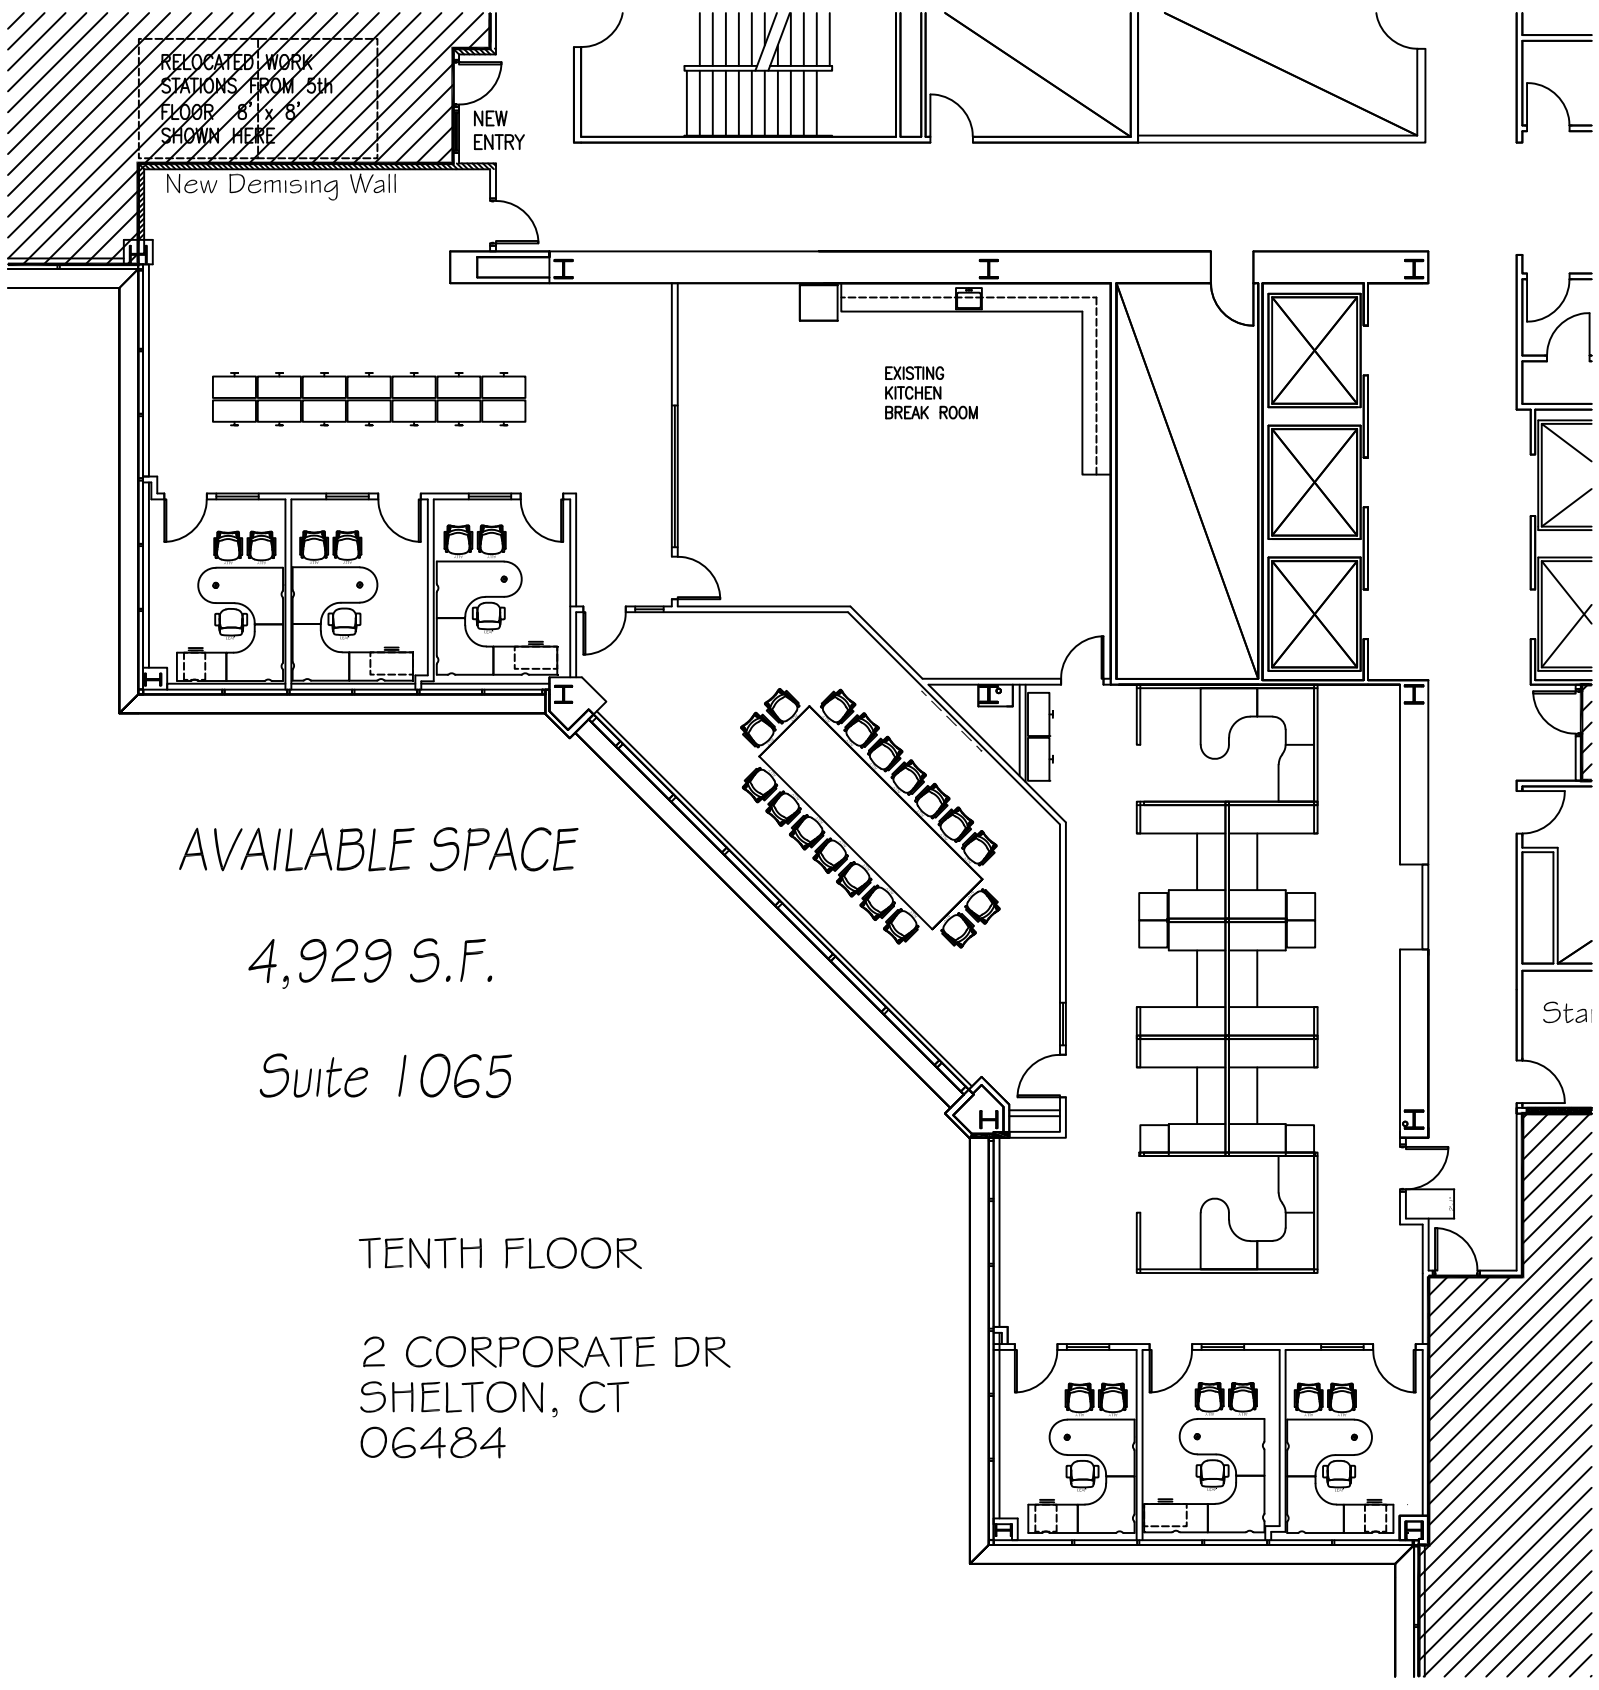 RELOCATED WORK
STATIONS FROM 5th
FLOOR 8' x 8'
SHOWN HERE
NEW
ENTRY
New Demising Wall
EXISTING
KITCHEN
BREAK ROOM
AVAILABLE SPACE
4,929 S.F.
Suite 1065
TENTH FLOOR
2 CORPORATE DR
SHELTON, CT
06484